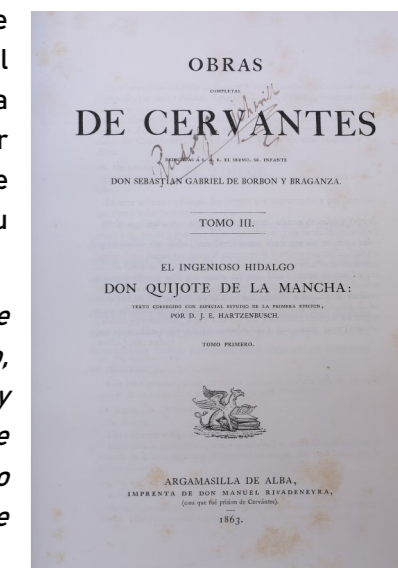 e
l
a
r
e
u
e
n,
y
e
o
e
OBRAS
COMPLETAS
DE CERVANTES
DEDICADAS Á S. A. R. EL SERMO. SR. INFANTE
DON SEBASTIAN GABRIEL DE BORBON Y BRAGANZA.
TOMO III.
EL INGENIOSO HIDALGO
DON QUIJOTE DE LA MANCHA:
TEXTO CORREGIDO CON ESPECIAL ESTUDIO DE LA PRIMERA EDICION,
POR D. J. E. HARTZENBUSCH.
TOMO PRIMERO.
ARGAMASILLA DE ALBA,
IMPRENTA DE DON MANUEL RIVADENEYRA,
(casa que fué prision de Cervantes).
1863.